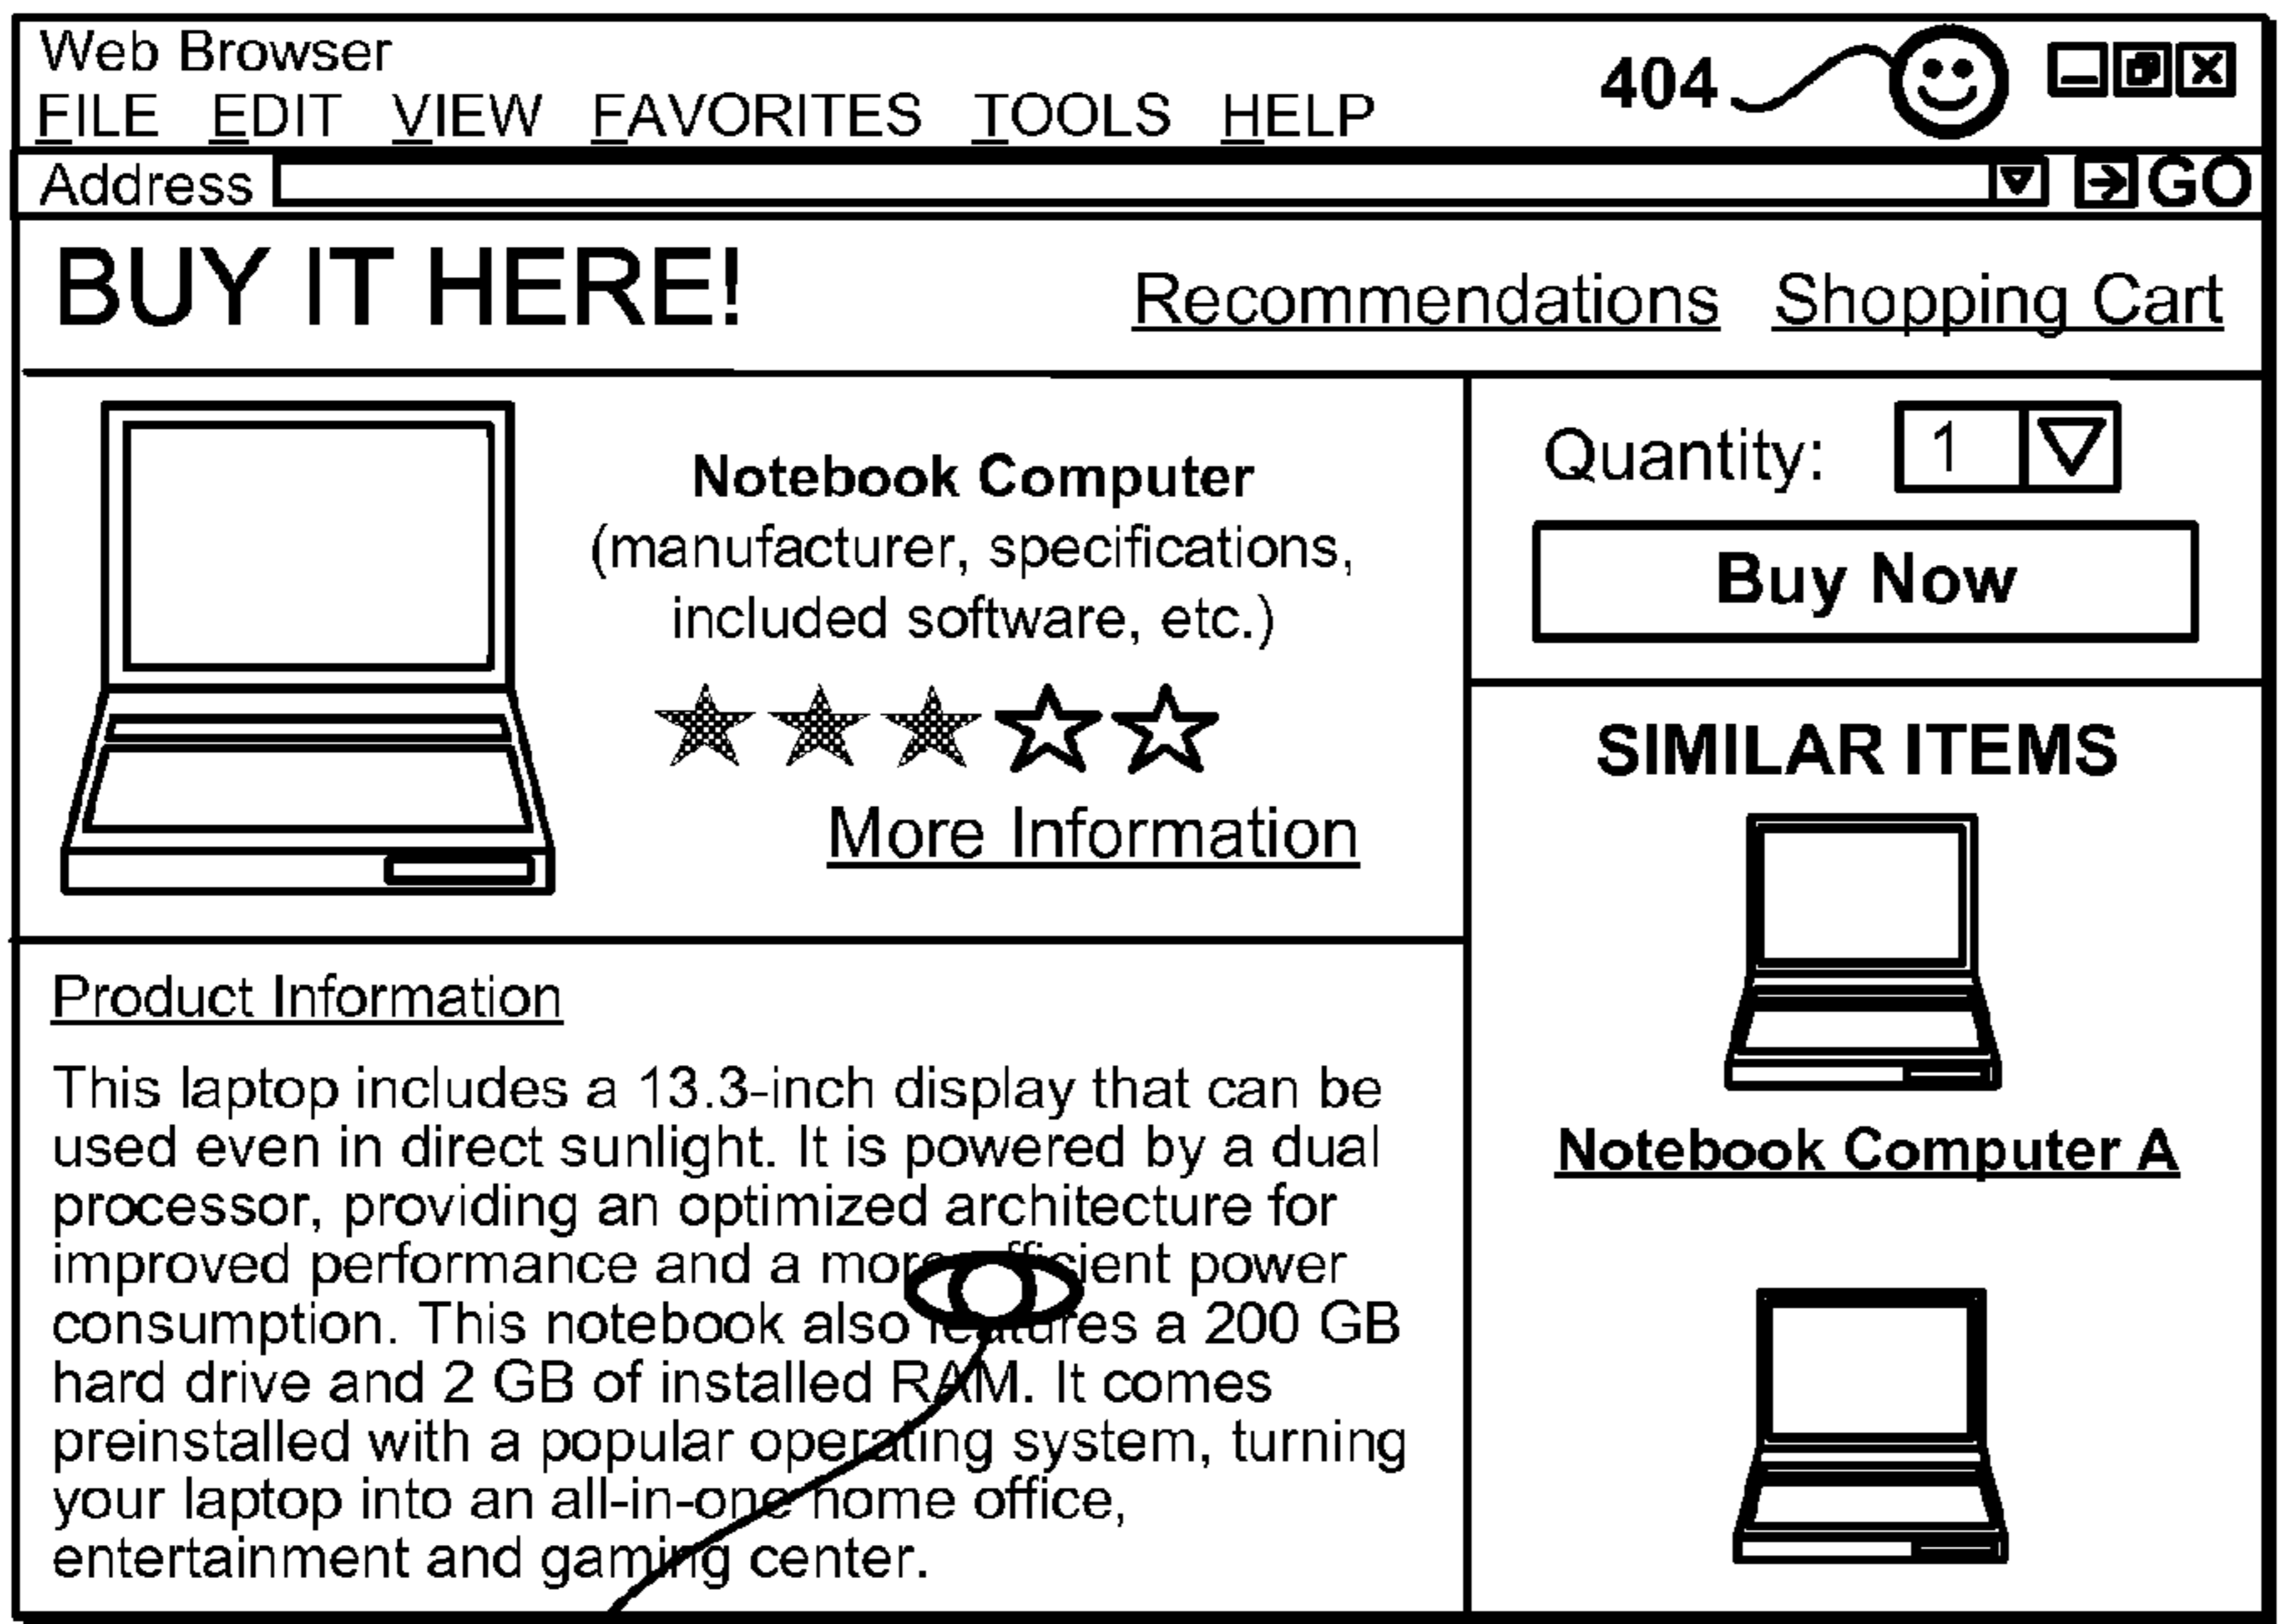 Web Browser
404
FILE EDIT VIEW FAVORITES TOOLS HELP
Address
GO
BUY IT HERE!
Recommendations Shopping Cart
Notebook Computer
(manufacturer, specifications,
included software, etc.)
More Information
Quantity: 1
Buy Now
SIMILAR ITEMS
Notebook Computer A
Product Information
This laptop includes a 13.3-inch display that can be
used even in direct sunlight. It is powered by a dual
processor, providing an optimized architecture for
improved performance and a more efficient power
consumption. This notebook also features a 200 GB
hard drive and 2 GB of installed RAM. It comes
preinstalled with a popular operating system, turning
your laptop into an all-in-one home office,
entertainment and gaming center.